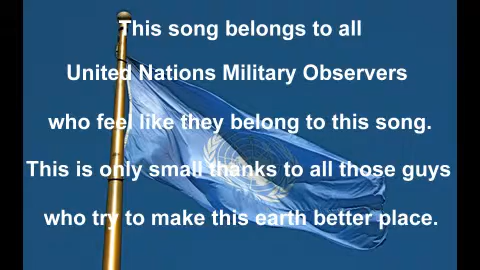 This song belongs to all
United Nations Military Observers
who feel like they belong to this song.
This is only small thanks to all those guys
who try to make this earth better place.